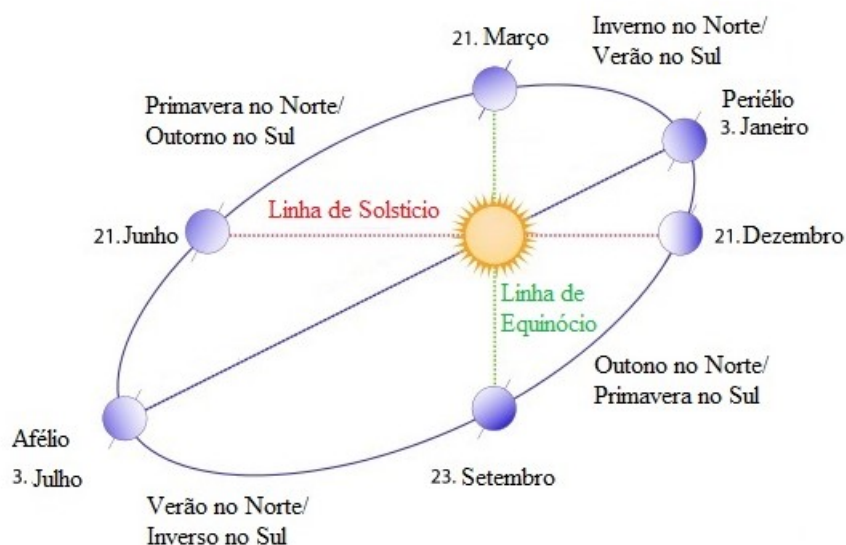 Inverno no Norte/
Verão no Sul
21. Março
Periélio
3. Janeiro
Primavera no Norte/
Outorno no Sul
Linha de Solstício
21. Junho
21. Dezembro
Linha de
Equinócio
Outono no Norte/
Primavera no Sul
Afélio
3. Julho
23. Setembro
Verão no Norte/
Inverso no Sul